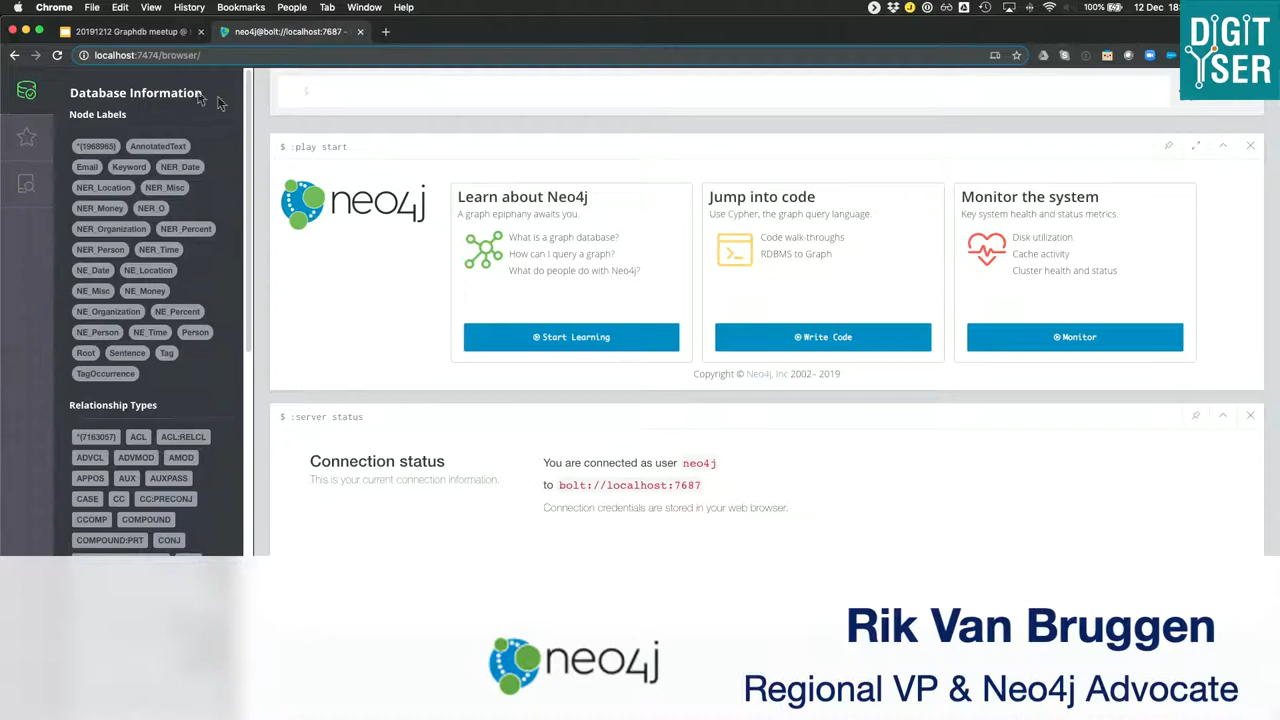 Chrome File Edit View History Bookmarks People Tab Window Help 100% 12 Dec 18
20191212 Graphdb meetup @
neo4j@bolt://localhost:7687 -
localhost:7474/browser/
DIGIT
YSER
Database Information
Node Labels
*(1968965) AnnotatedText
Email Keyword NER_Date
NER_Location NER_Misc
NER_Money NER_O
NER_Organization NER_Percent
NER_Person NER_Time
NE_Date NE_Location
NE_Misc NE_Money
NE_Organization NE_Percent
NE_Person NE_Time Person
Root Sentence Tag
TagOccurrence
Relationship Types
*(7163057) ACL ACL:RELCL
ADVCL ADVMOD AMOD
APPOS AUX AUXPASS
CASE CC CC:PRECONJ
CCOMP COMPOUND
COMPOUND:PRT CONJ
$
$ :play start
neo4j
Learn about Neo4j
A graph epiphany awaits you.
What is a graph database?
How can I query a graph?
What do people do with Neo4j?
Start Learning
Jump into code
Use Cypher, the graph query language.
Code walk-throughs
RDBMS to Graph
Write Code
Monitor the system
Key system health and status metrics.
Disk utilization
Cache activity
Cluster health and status
Monitor
Copyright © Neo4j, Inc 2002– 2019
$ :server status
Connection status
This is your current connection information.
You are connected as user neo4j
to bolt://localhost:7687
Connection credentials are stored in your web browser.
neo4j
Rik Van Bruggen
Regional VP & Neo4j Advocate